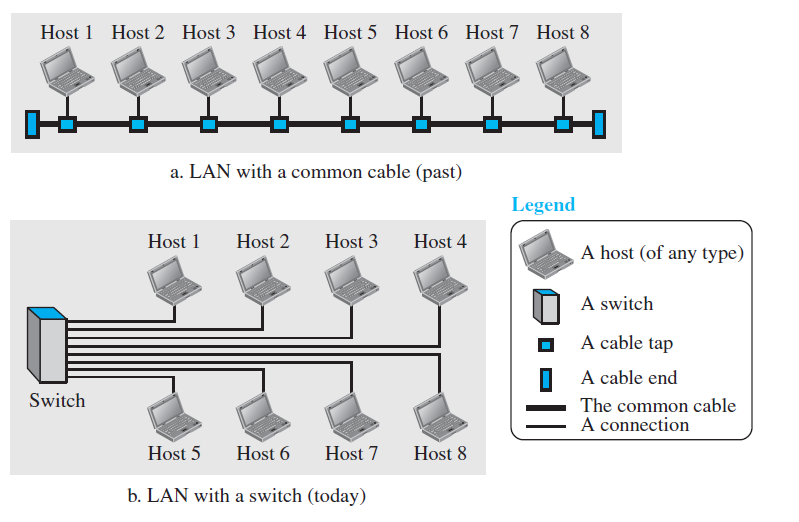 Host 1 Host 2 Host 3 Host 4 Host 5 Host 6 Host 7 Host 8
a. LAN with a common cable (past)
Host 1 Host 2 Host 3 Host 4
Switch
Host 5 Host 6 Host 7 Host 8
b. LAN with a switch (today)
Legend
A host (of any type)
A switch
A cable tap
A cable end
The common cable
A connection